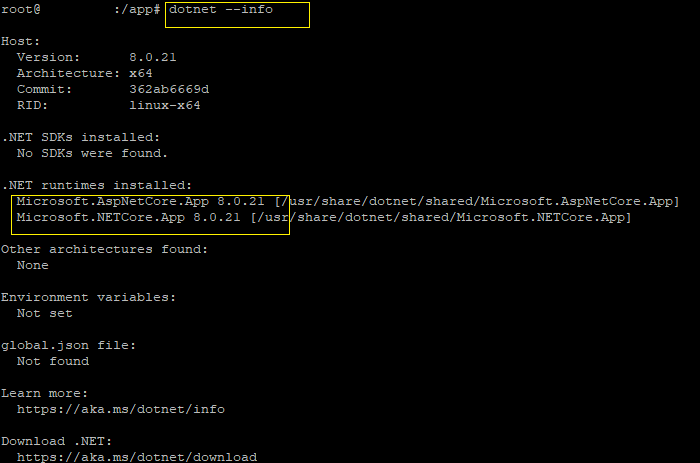 root@ :/app# dotnet --info
Host:
Version: 8.0.21
Architecture: x64
Commit: 362ab6669d
RID: linux-x64
.NET SDKs installed:
No SDKs were found.
.NET runtimes installed:
Microsoft.AspNetCore.App 8.0.21 [/usr/share/dotnet/shared/Microsoft.AspNetCore.App]
Microsoft.NETCore.App 8.0.21 [/usr/share/dotnet/shared/Microsoft.NETCore.App]
Other architectures found:
None
Environment variables:
Not set
global.json file:
Not found
Learn more:
https://aka.ms/dotnet/info
Download .NET:
https://aka.ms/dotnet/download